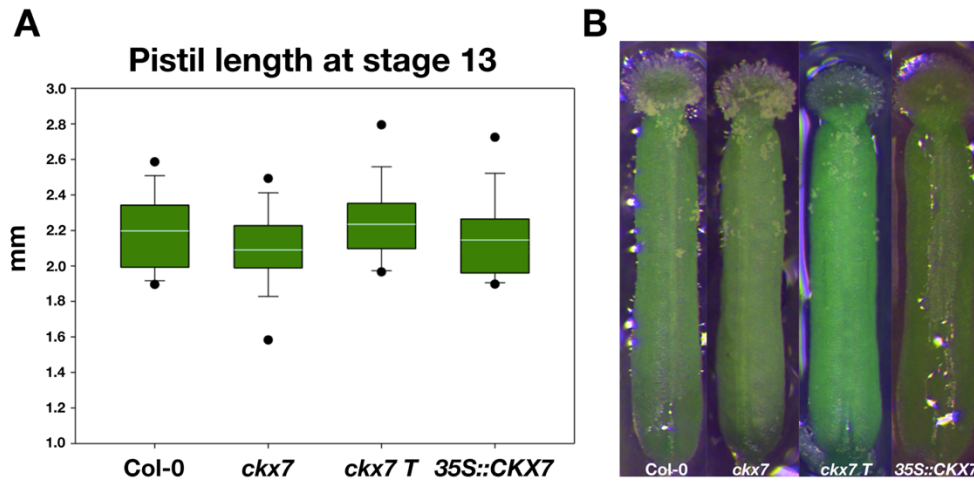 A
Pistil length at stage 13
mm
3.0
2.8
2.6
2.4
2.2
2.0
1.8
1.6
1.4
1.2
1.0
Col-0 ckx7 ckx7 T 35S::CKX7
B
Col-0 ckx7 ckx7 T 35S::CKX7